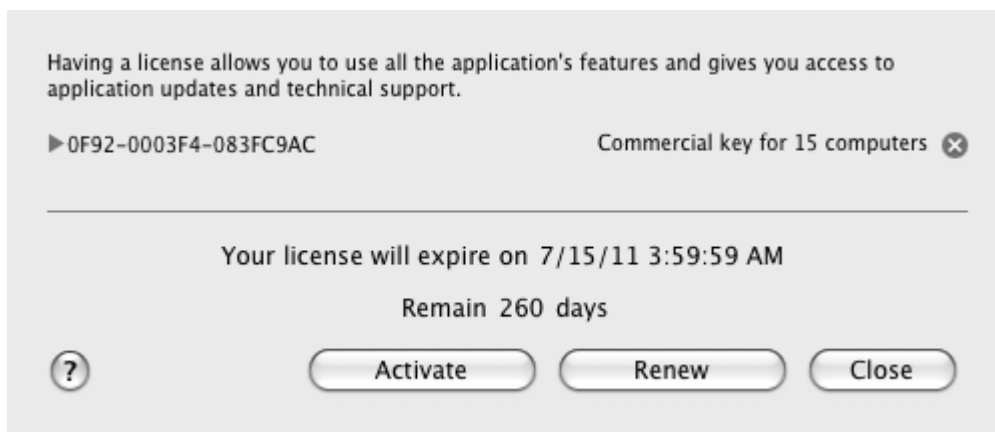 Having a license allows you to use all the application's features and gives you access to
application updates and technical support.
0F92-0003F4-083FC9AC Commercial key for 15 computers
Your license will expire on 7/15/11 3:59:59 AM
Remain 260 days
? Activate Renew Close